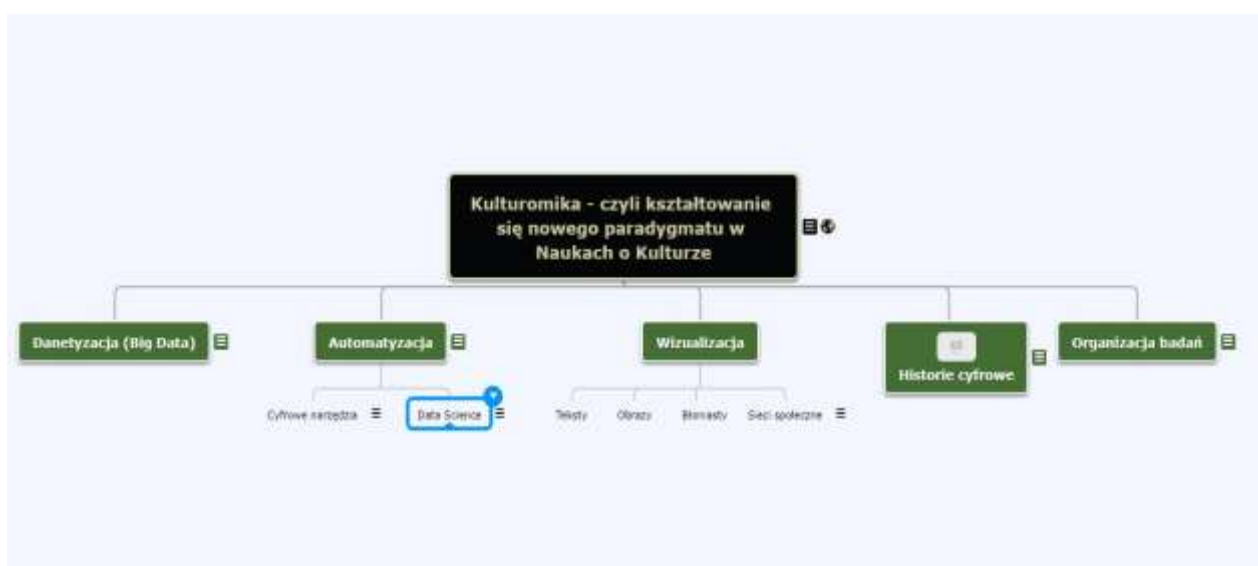 Kulturomika - czyli kształtowanie
się nowego paradygmatu w
Naukach o Kulturze
Danetyzacja (Big Data)
Automatyzacja
Wizualizacja
Historie cyfrowe
Organizacja badań
Cyfrowe narzędzia
Data Science
Teksty
Obrazy
Sieci społeczne